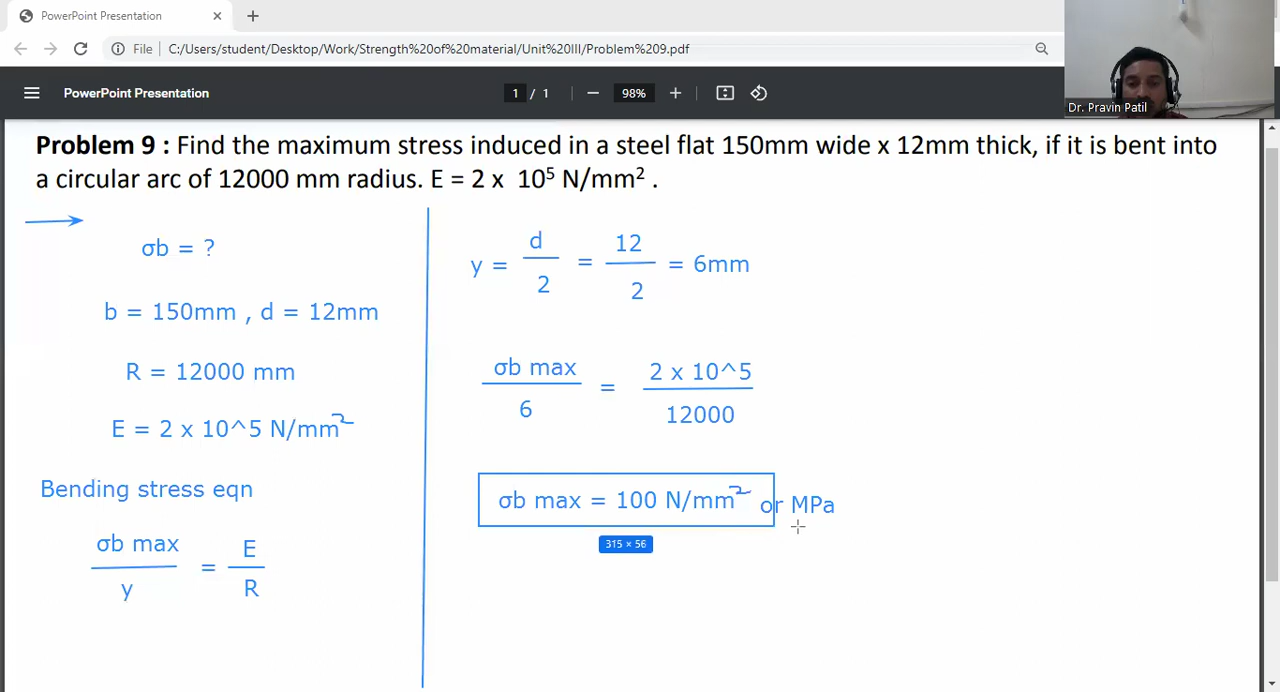 PowerPoint Presentation
File
C:/Users/student/Desktop/Work/Strength%20of%20material/Unit%20III/Problem%209.pdf
Dr. Pravin Patil
PowerPoint Presentation
1 / 1
98%
Problem 9 : Find the maximum stress induced in a steel flat 150mm wide x 12mm thick, if it is bent into
a circular arc of 12000 mm radius. E = 2 x 10⁵ N/mm² .
σb = ?
b = 150mm , d = 12mm
R = 12000 mm
E = 2 x 10^5 N/mm²
Bending stress eqn
σb max / y = E / R
y = d / 2 = 12 / 2 = 6mm
σb max / 6 = 2 x 10^5 / 12000
σb max = 100 N/mm² or MPa
315 × 56